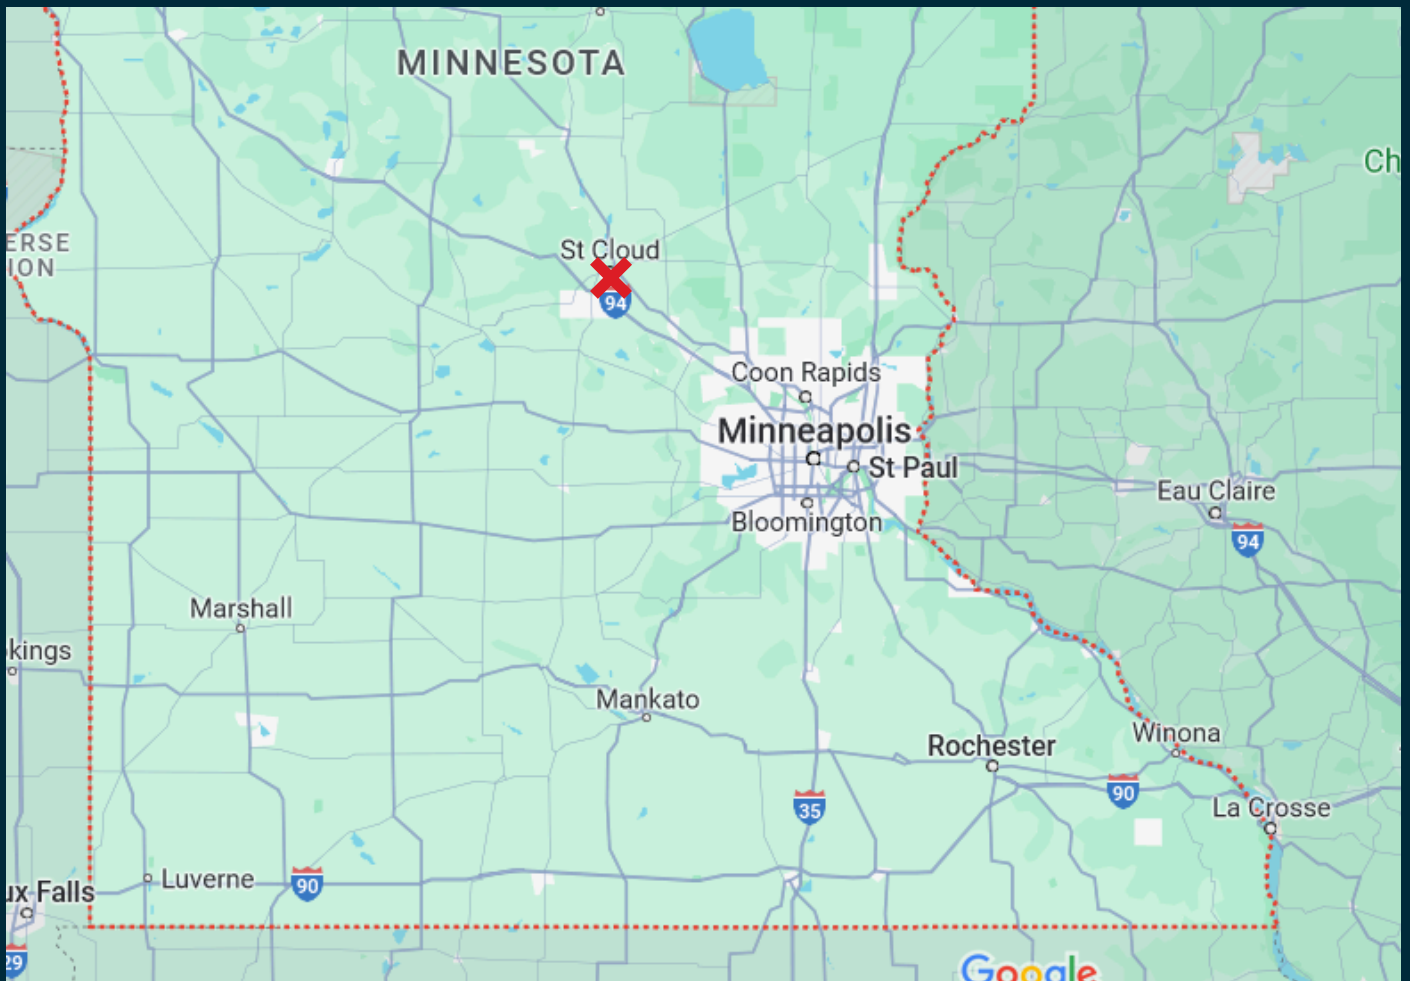 MINNESOTA
Ch
ERSE
ION
St Cloud
94
Coon Rapids
Minneapolis
St Paul
Eau Claire
Bloomington
94
Marshall
kings
Mankato
Winona
Rochester
90
35
La Crosse
Luverne
90
ux Falls
29
Google